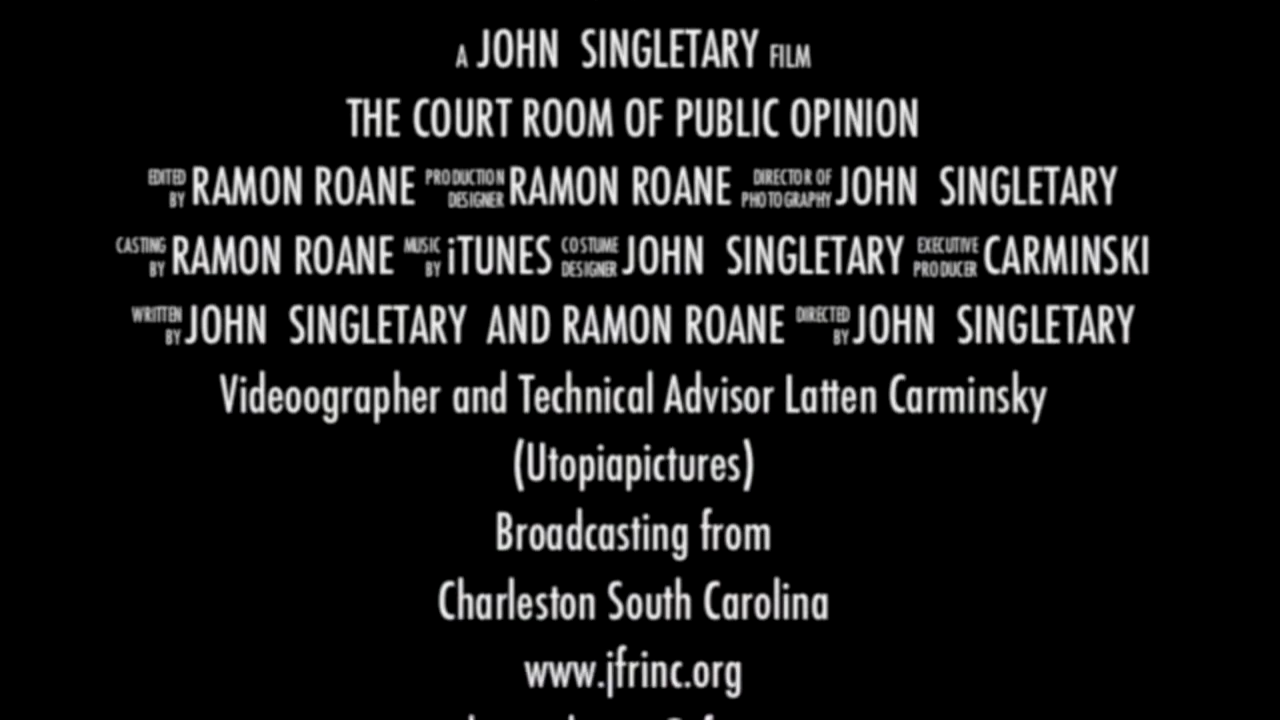 A JOHN SINGLETARY FILM
THE COURT ROOM OF PUBLIC OPINION
EDITED BY RAMON ROANE PRODUCTION DESIGNER RAMON ROANE DIRECTOR OF PHOTOGRAPHY JOHN SINGLETARY
CASTING BY RAMON ROANE MUSIC BY iTUNES COSTUME DESIGNER JOHN SINGLETARY EXECUTIVE PRODUCER CARMINSKI
WRITTEN BY JOHN SINGLETARY AND RAMON ROANE DIRECTED BY JOHN SINGLETARY
Videoographer and Technical Advisor Latten Carminsky
(Utopiapictures)
Broadcasting from
Charleston South Carolina
www.jfrinc.org